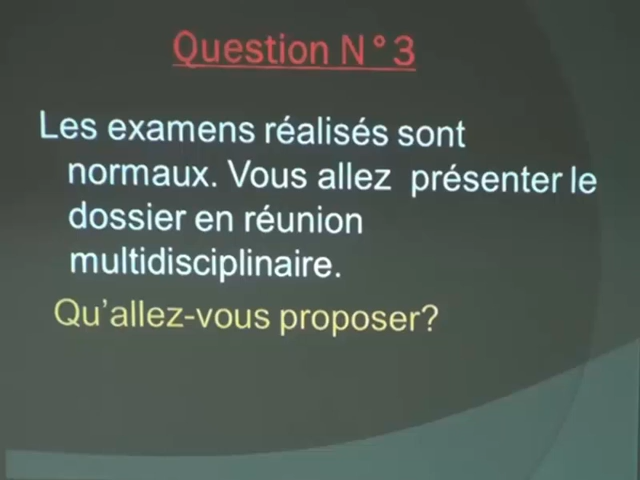 Question N°3
Les examens réalisés sont
normaux. Vous allez présenter le
dossier en réunion
multidisciplinaire.
Qu'allez-vous proposer?